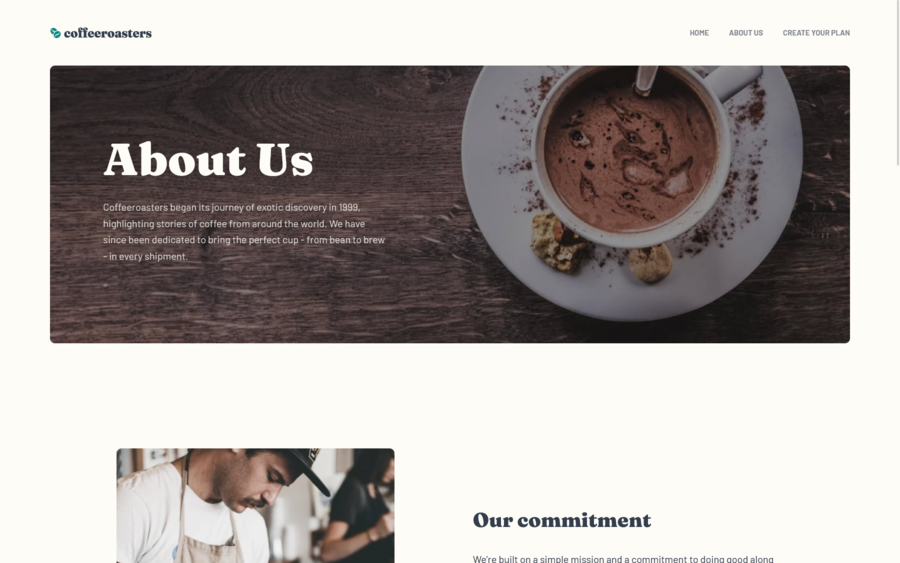 coffeeroasters
HOME
ABOUT US
CREATE YOUR PLAN
About Us
Coffeeroasters began its journey of exotic discovery in 1999,
highlighting stories of coffee from around the world. We have
since been dedicated to bring the perfect cup - from bean to brew
- in every shipment.
Our commitment
We're built on a simple mission and a commitment to doing good along